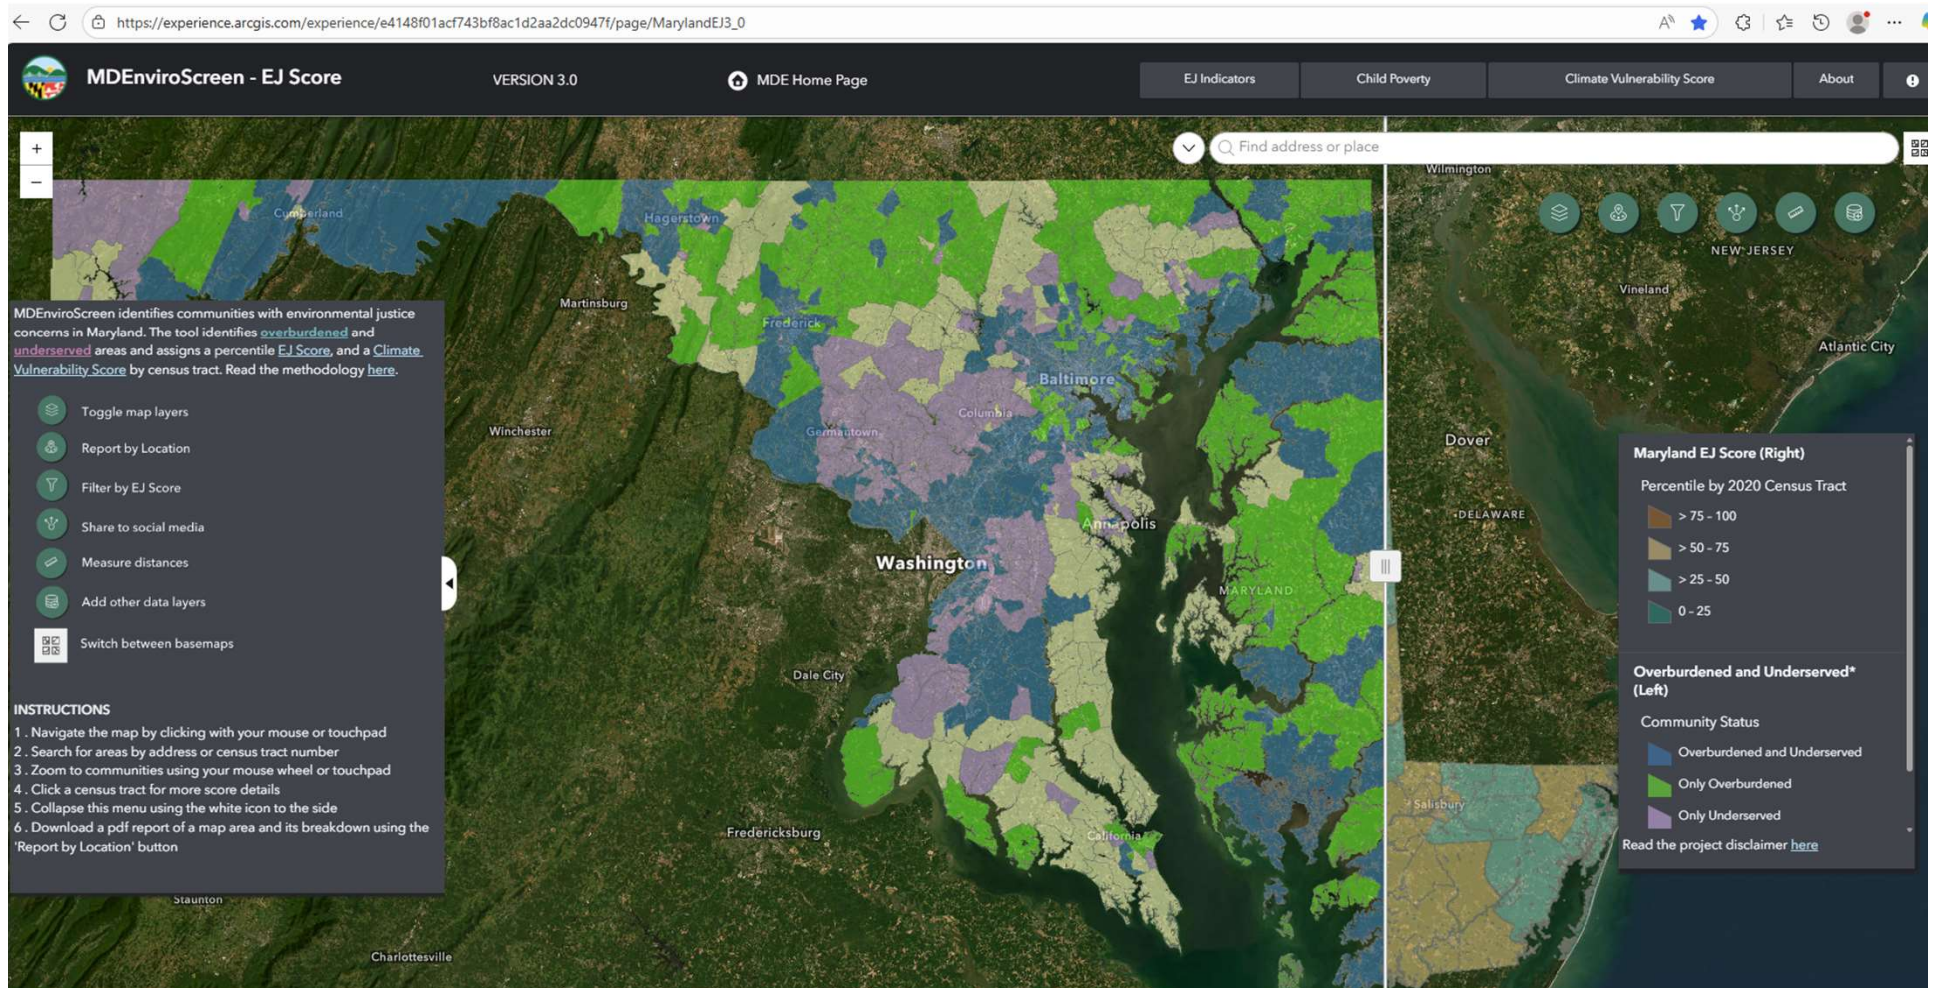 https://experience.arcgis.com/experience/e4148f01acf743bf8ac1d2aa2dc0947f/page/MarylandEJ3_0
MDEnviroScreen - EJ Score
VERSION 3.0
MDE Home Page
EJ Indicators
Child Poverty
Climate Vulnerability Score
About
+
−
Find address or place
Wilmington
Cumberland
Hagerstown
NEW JERSEY
Vineland
Martinsburg
Frederick
Atlantic City
MDEnviroScreen identifies communities with environmental justice
concerns in Maryland. The tool identifies overburdened and
underserved areas and assigns a percentile EJ Score, and a Climate
Vulnerability Score by census tract. Read the methodology here.
Toggle map layers
Report by Location
Filter by EJ Score
Share to social media
Measure distances
Add other data layers
Switch between basemaps
INSTRUCTIONS
1 . Navigate the map by clicking with your mouse or touchpad
2 . Search for areas by address or census tract number
3 . Zoom to communities using your mouse wheel or touchpad
4 . Click a census tract for more score details
5 . Collapse this menu using the white icon to the side
6 . Download a pdf report of a map area and its breakdown using the
'Report by Location' button
Baltimore
Columbia
Winchester
Germantown
Dover
Annapolis
DELAWARE
Washington
MARYLAND
Dale City
Salisbury
Fredericksburg
California
Staunton
Charlottesville
Maryland EJ Score (Right)
Percentile by 2020 Census Tract
> 75 - 100
> 50 - 75
> 25 - 50
0 - 25
Overburdened and Underserved*
(Left)
Community Status
Overburdened and Underserved
Only Overburdened
Only Underserved
Read the project disclaimer here